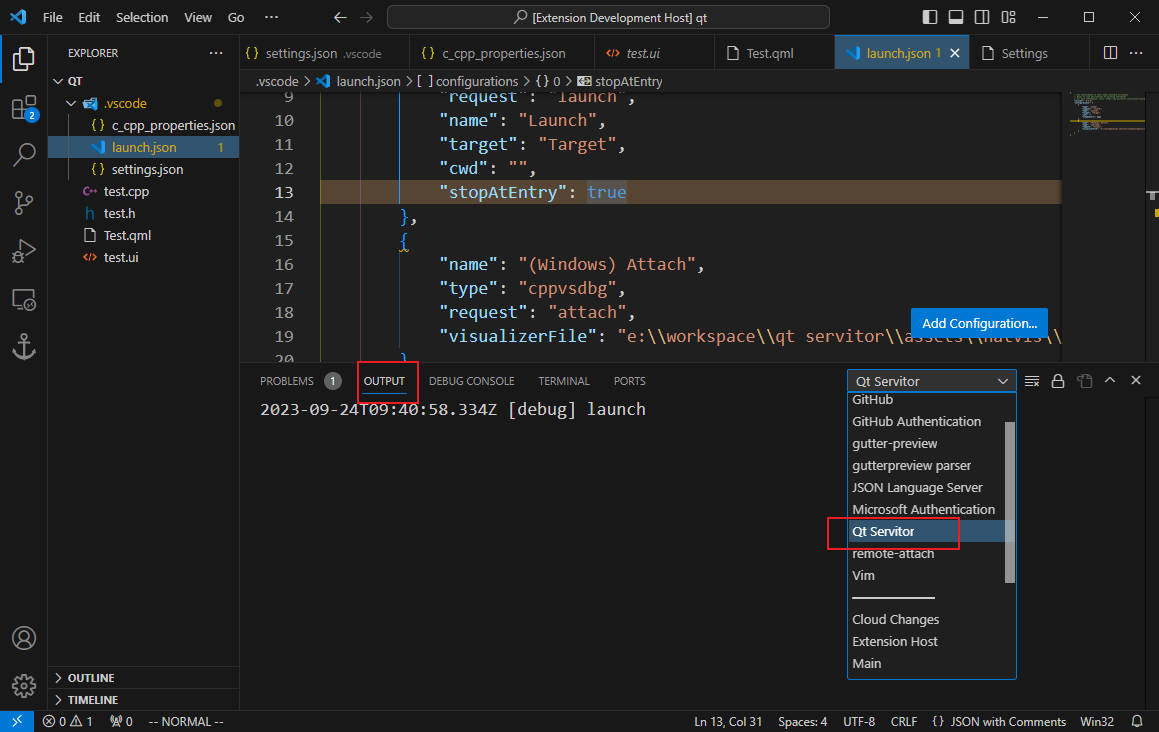 File Edit Selection View Go ··· [Extension Development Host] qt
EXPLORER ···
QT
.vscode
{} c_cpp_properties.json
launch.json 1
{} settings.json
C++ test.cpp
h test.h
Test.qml
<> test.ui
OUTLINE
TIMELINE
2
{} settings.json .vscode {} c_cpp_properties.json <> test.ui Test.qml launch.json 1 Settings ···
.vscode > launch.json > [ ] configurations > {} 0 > stopAtEntry
9 "request": "launch",
10 "name": "Launch",
11 "target": "Target",
12 "cwd": "",
13 "stopAtEntry": true
14 },
15 {
16 "name": "(Windows) Attach",
17 "type": "cppvsdbg",
18 "request": "attach",
19 "visualizerFile": "e:\\workspace\\qt servitor\\assets\\natvis\\
20 }
Add Configuration...
PROBLEMS 1 OUTPUT DEBUG CONSOLE TERMINAL PORTS Qt Servitor
2023-09-24T09:40:58.334Z [debug] launch
GitHub
GitHub Authentication
gutter-preview
gutterpreview parser
JSON Language Server
Microsoft Authentication
Qt Servitor
remote-attach
Vim
Cloud Changes
Extension Host
Main
0 1 0 -- NORMAL -- Ln 13, Col 31 Spaces: 4 UTF-8 CRLF {} JSON with Comments Win32